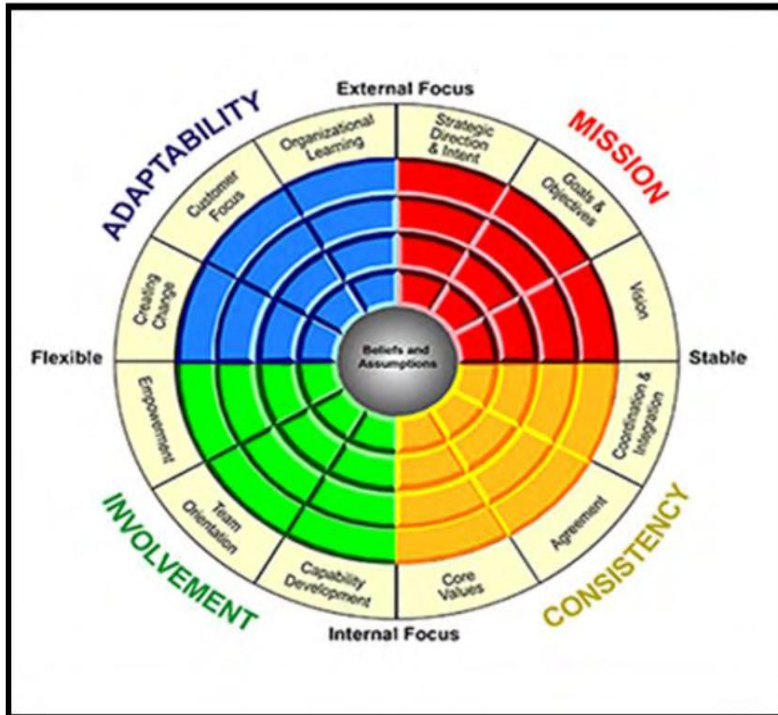 External Focus
ADAPTABILITY
MISSION
Organizational
Learning
Strategic
Direction
& Intent
Customer
Focus
Goals &
Objectives
Creating
Change
Vision
Flexible
Beliefs and
Assumptions
Stable
Empowerment
Coordination &
Integration
Team
Orientation
Agreement
Capability
Development
Core
Values
INVOLVEMENT
CONSISTENCY
Internal Focus